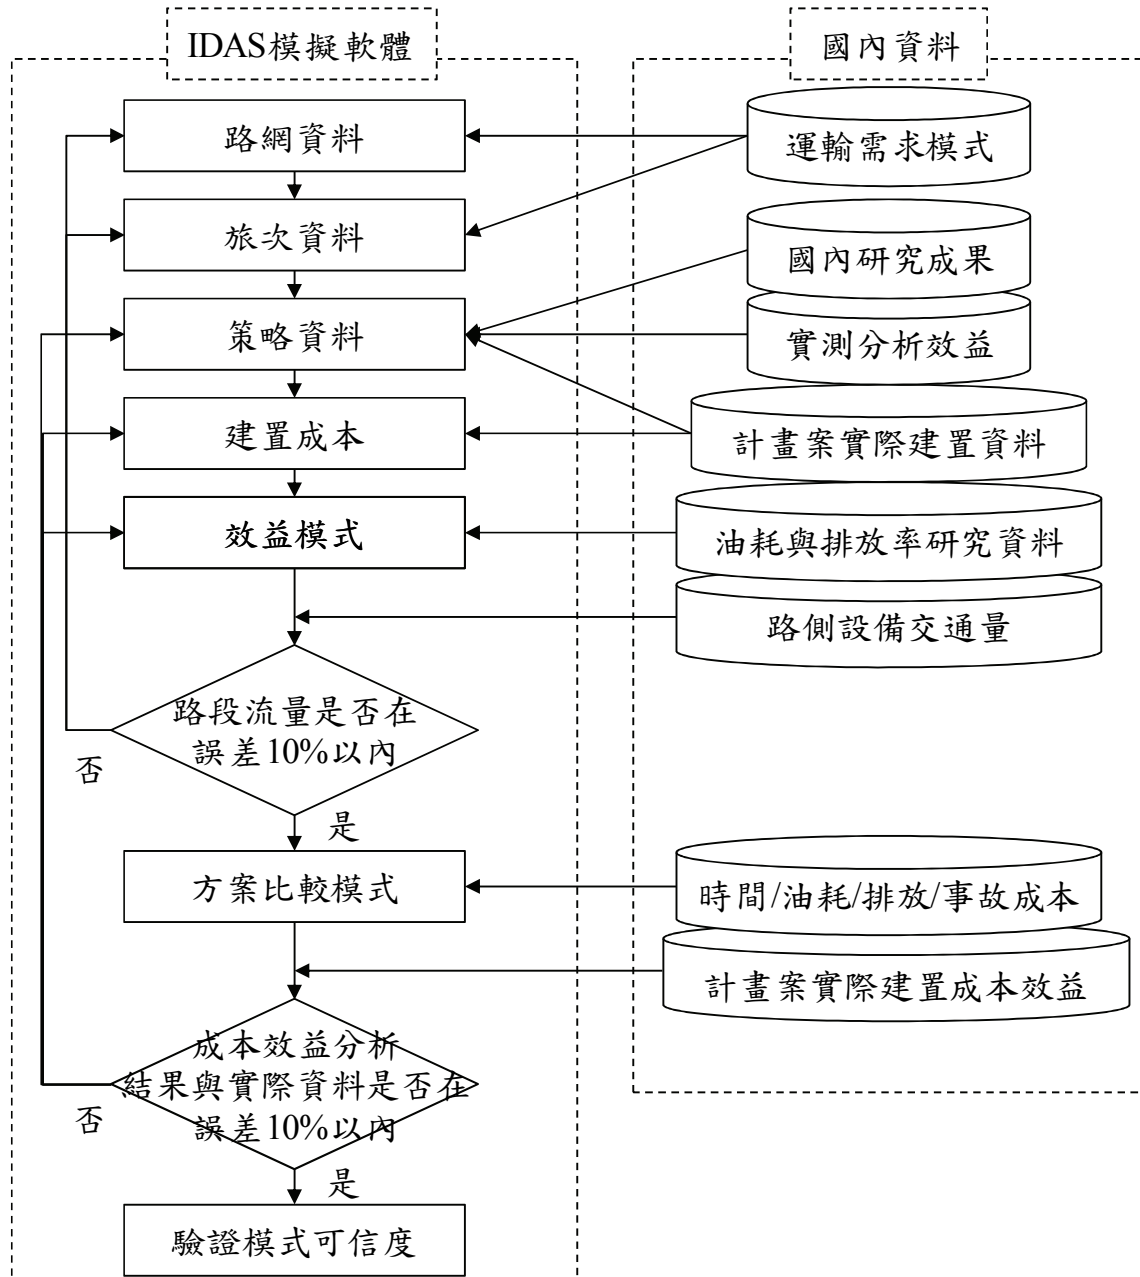 IDAS模擬軟體
國內資料
路網資料
運輸需求模式
旅次資料
國內研究成果
策略資料
實測分析效益
建置成本
計畫案實際建置資料
效益模式
油耗與排放率研究資料
路側設備交通量
路段流量是否在
誤差10%以內
否
是
方案比較模式
時間/油耗/排放/事故成本
計畫案實際建置成本效益
成本效益分析
結果與實際資料是否在
誤差10%以內
否
是
驗證模式可信度